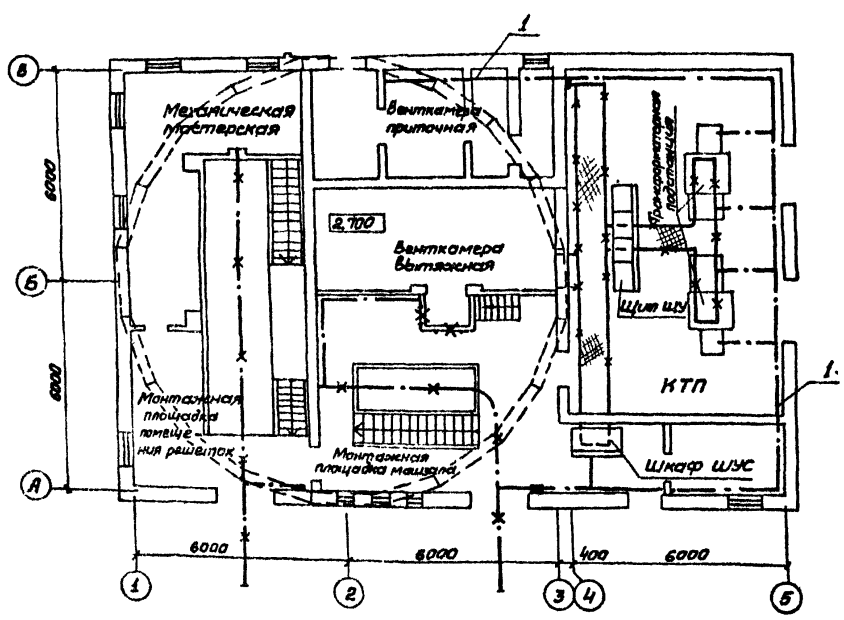 1
В
Механическая
мастерская
Венткамера
приточная
Трансформаторная
подстанция
6000
2,700
Венткамера
вытяжная
Б
Щит ЩУ
6000
КТП
1
Монтажная
площадка
помеще-
ния решеток
Монтажная
площадка машзала
Шкаф ШУС
А
6000
6000
400
6000
1
2
3
4
5